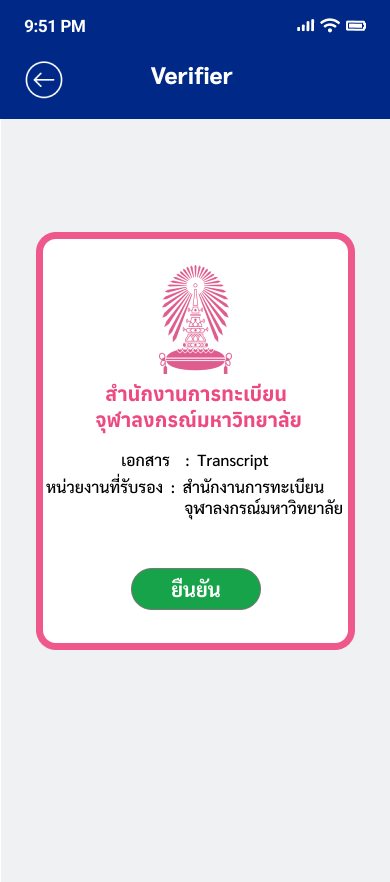 9:51 PM
Verifier
สำนักงานการทะเบียน
จุฬาลงกรณ์มหาวิทยาลัย
เอกสาร : Transcript
หน่วยงานที่รับรอง : สำนักงานการทะเบียน
จุฬาลงกรณ์มหาวิทยาลัย
ยืนยัน